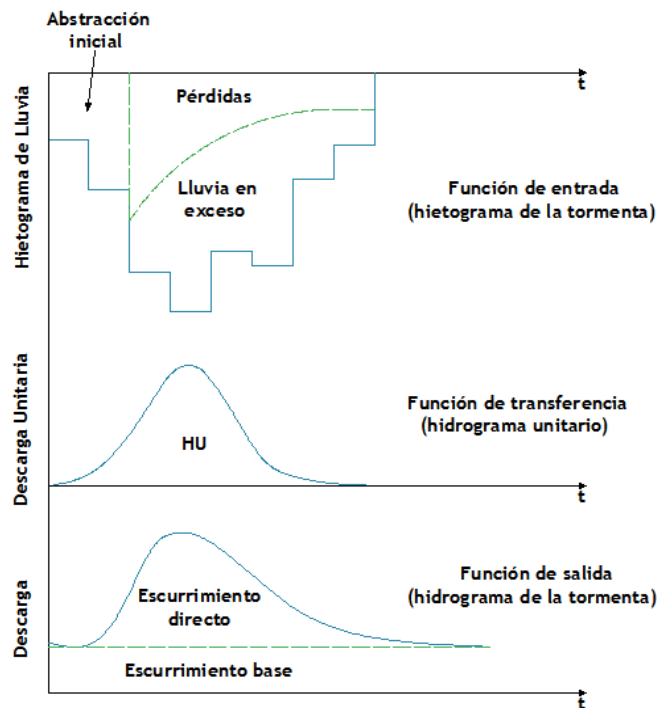 Abstracción
inicial
Hietograma de Lluvia
Pérdidas
t
Lluvia en
exceso
Función de entrada
(hietograma de la tormenta)
Descarga Unitaria
HU
Función de transferencia
(hidrograma unitario)
t
Descarga
Escurrimiento
directo
Función de salida
(hidrograma de la tormenta)
Escurrimiento base
t